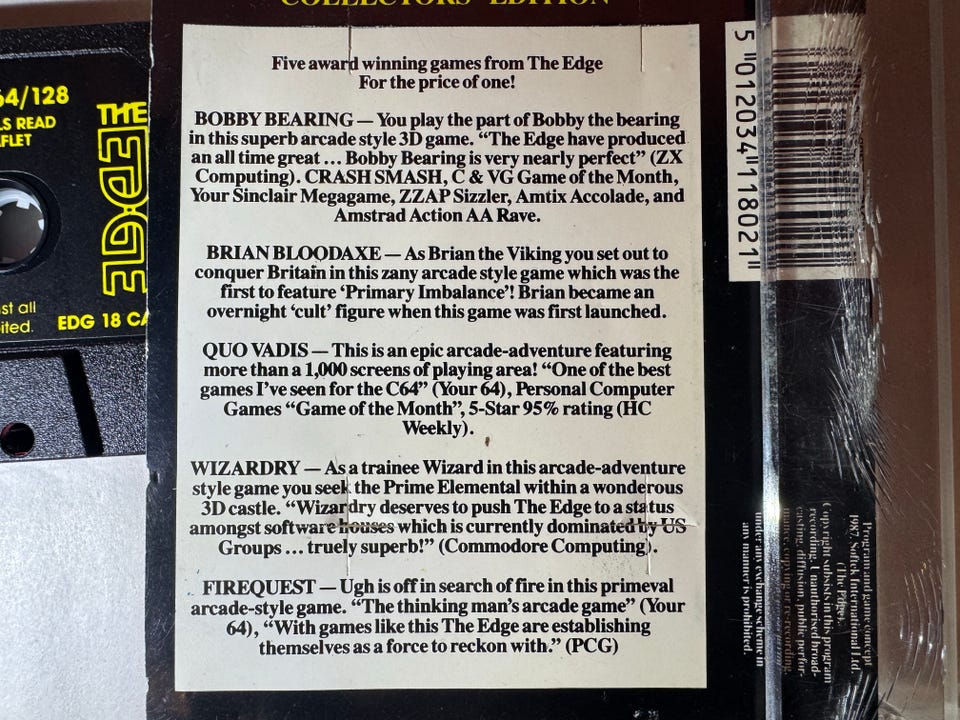 COLLECTORS' EDITION
Five award winning games from The Edge
For the price of one!
BOBBY BEARING — You play the part of Bobby the bearing
in this superb arcade style 3D game. “The Edge have produced
an all time great ... Bobby Bearing is very nearly perfect” (ZX
Computing). CRASH SMASH, C & VG Game of the Month,
Your Sinclair Megagame, ZZAP Sizzler, Amtix Accolade, and
Amstrad Action AA Rave.
BRIAN BLOODAXE — As Brian the Viking you set out to
conquer Britain in this zany arcade style game which was the
first to feature ‘Primary Imbalance’! Brian became an
overnight ‘cult’ figure when this game was first launched.
QUO VADIS — This is an epic arcade-adventure featuring
more than a 1,000 screens of playing area! “One of the best
games I’ve seen for the C64” (Your 64), Personal Computer
Games “Game of the Month”, 5-Star 95% rating (HC
Weekly).
WIZARDRY — As a trainee Wizard in this arcade-adventure
style game you seek the Prime Elemental within a wonderous
3D castle. “Wizardry deserves to push The Edge to a status
amongst software houses which is currently dominated by US
Groups ... truely superb!” (Commodore Computing).
FIREQUEST — Ugh is off in search of fire in this primeval
arcade-style game. “The thinking man’s arcade game” (Your
64), “With games like this The Edge are establishing
themselves as a force to reckon with.” (PCG)
64/128
LS READ
FLET
THE
EDGE
st all
ited.
EDG 18 CA
5 012034 118021
Program and game concept
1987. Softek International Ltd.
(The Edge).
Copyright subsists in this program
recording. Unauthorised broad-
casting, diffusion, public perfor-
mance, copying or re-recording,
under any exchange scheme in
any manner is prohibited.